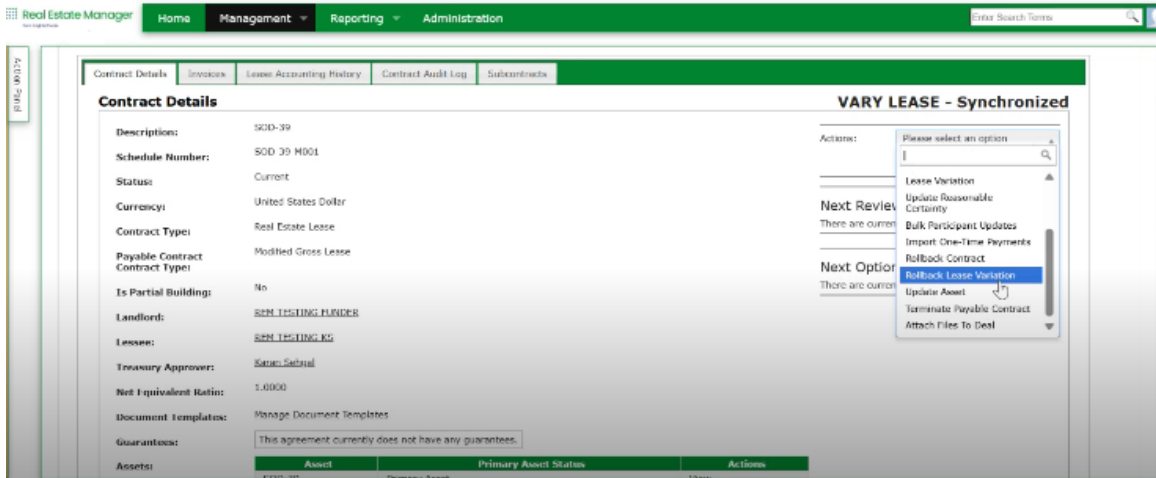 Real Estate Manager
Home
Management
Reporting
Administration
Enter Search Terms
Action Panel
Contract Details
Invoices
Lease Accounting History
Contract Audit Log
Subcontracts
Contract Details
VARY LEASE - Synchronized
Description: SOD-39
Schedule Number: SOD-39 M001
Status: Current
Currency: United States Dollar
Contract Type: Real Estate Lease
Payable Contract Modified Gross Lease
Contract Type:
Is Partial Building: No
Landlord: REM TESTING FUNDER
Lessee: REM TESTING KS
Treasury Approver: Karan Sehgal
Net Equivalent Ratio: 1.0000
Document Templates: Manage Document Templates
Guarantees: This agreement currently does not have any guarantees.
Assets: Asset Primary Asset Status Actions
SOD-39 Primary Asset View
Actions: Please select an option
Lease Variation
Update Reasonable
Certainty
Bulk Participant Updates
Import One-Time Payments
Rollback Contract
Rollback Lease Variation
Update Asset
Terminate Payable Contract
Attach Files To Deal
Next Review
There are curren
Next Option
There are curren